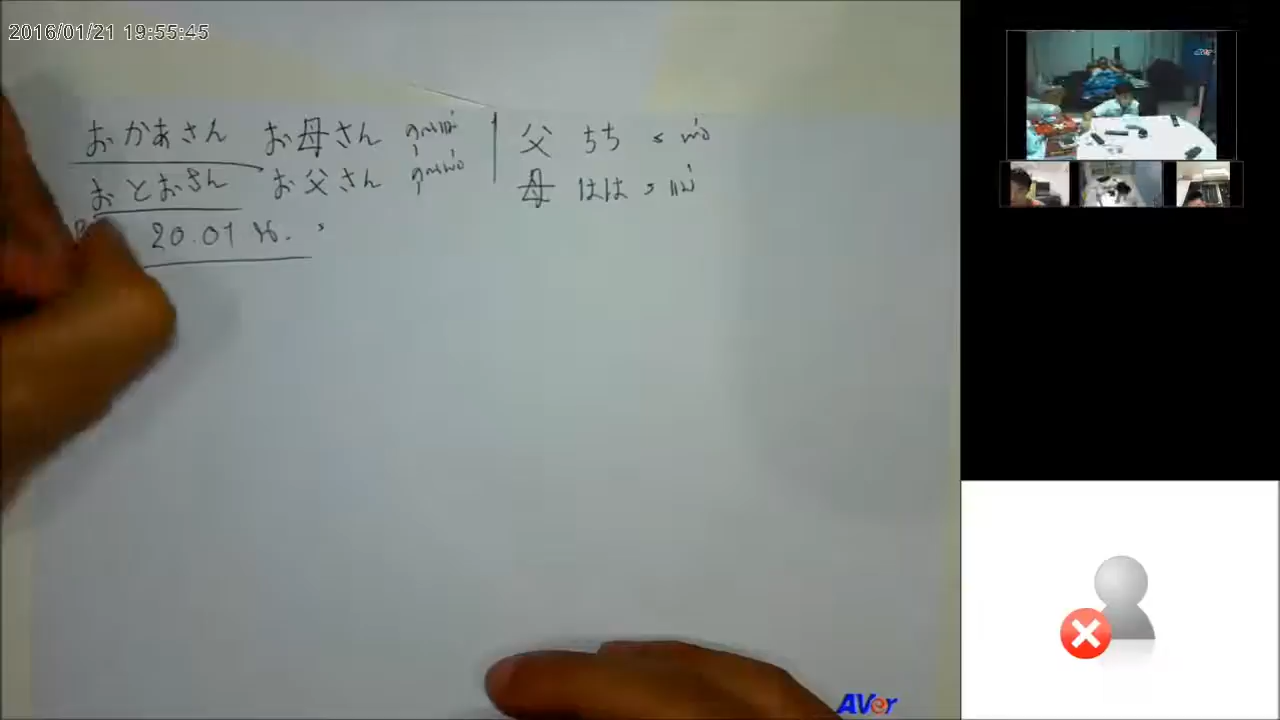 2016/01/21 19:55:45
おかあさん お母さん คุณแม่ | 父 ちち = พ่อ
おとおさん お父さん คุณพ่อ 母 はは = แม่
20.07 น.
AVer